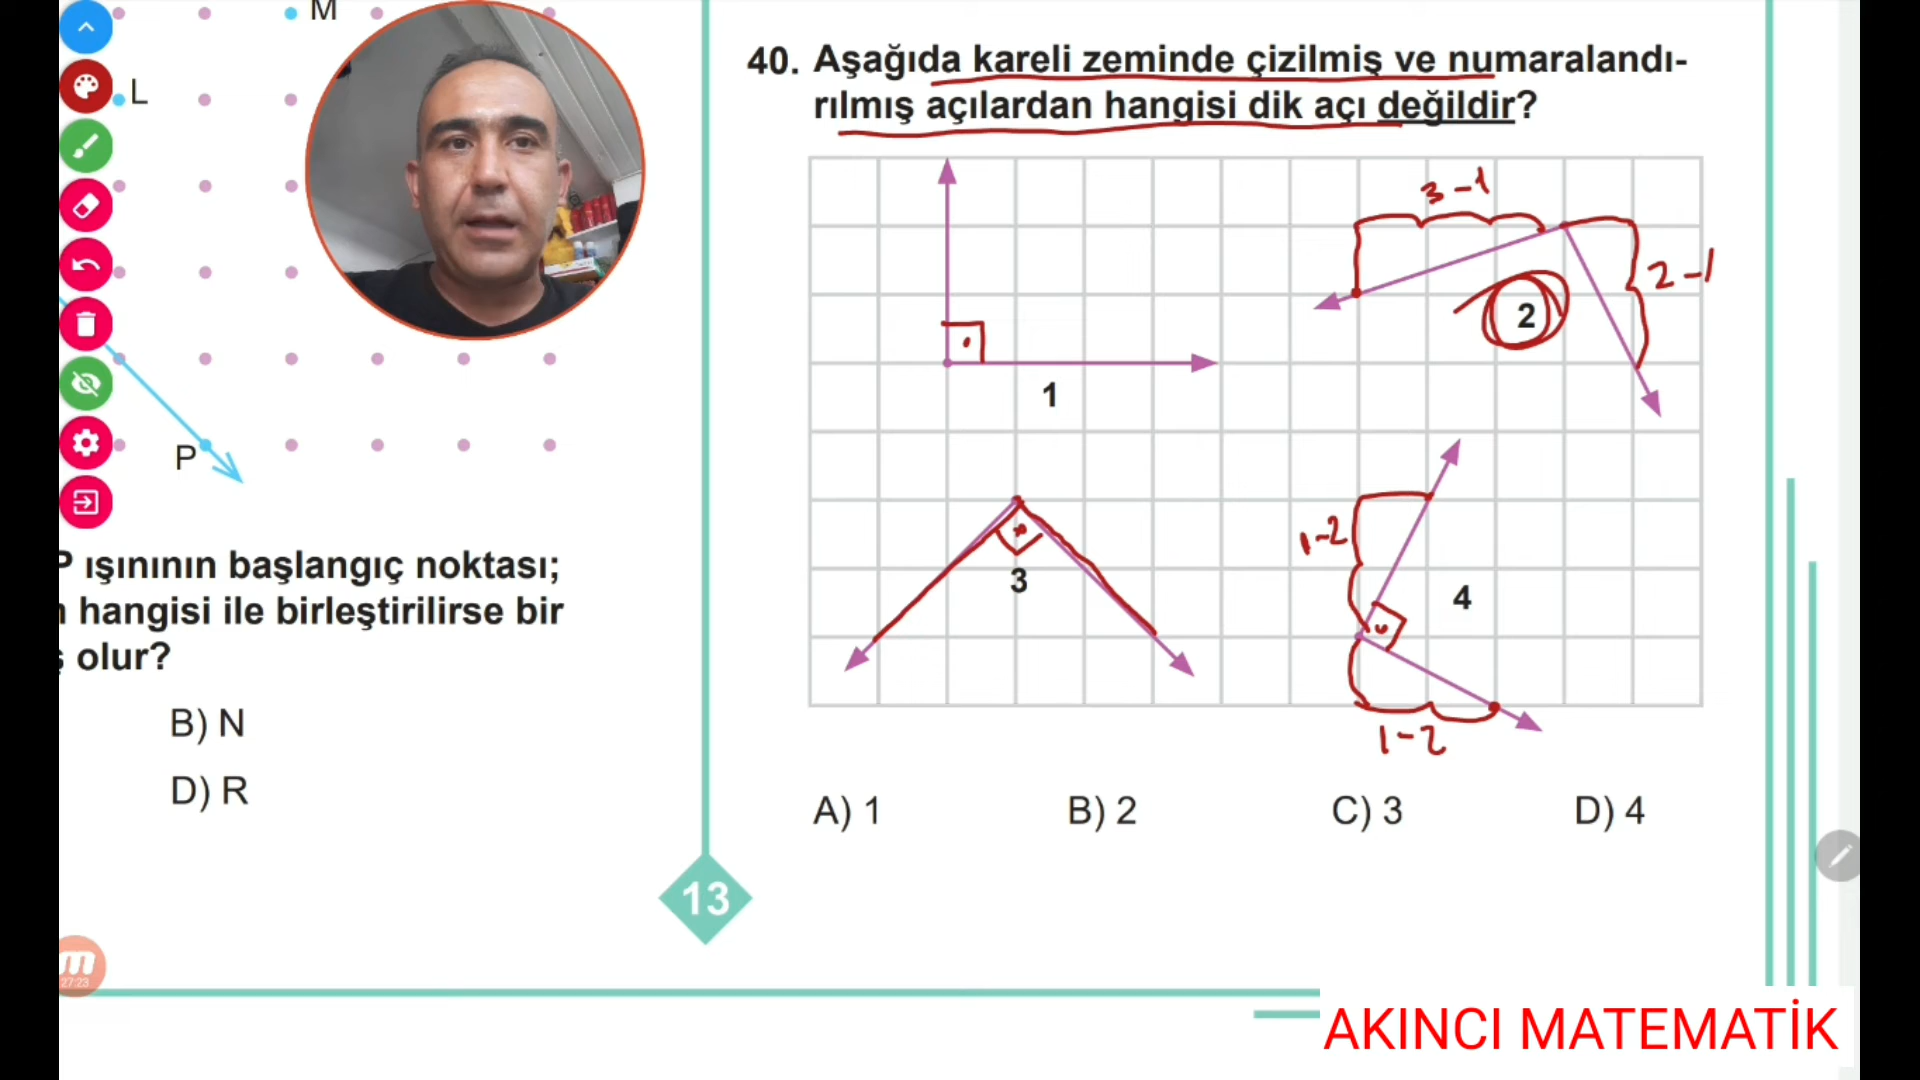 M
L
P
P ışınının başlangıç noktası;
hangisi ile birleştirilirse bir
olur?
B) N
D) R
13
40. Aşağıda kareli zeminde çizilmiş ve numaralandı-
rılmış açılardan hangisi dik açı değildir?
3-1
2-1
2
1
3
1-2
4
1-2
A) 1 B) 2 C) 3 D) 4
m
27:23
AKINCI MATEMATİK